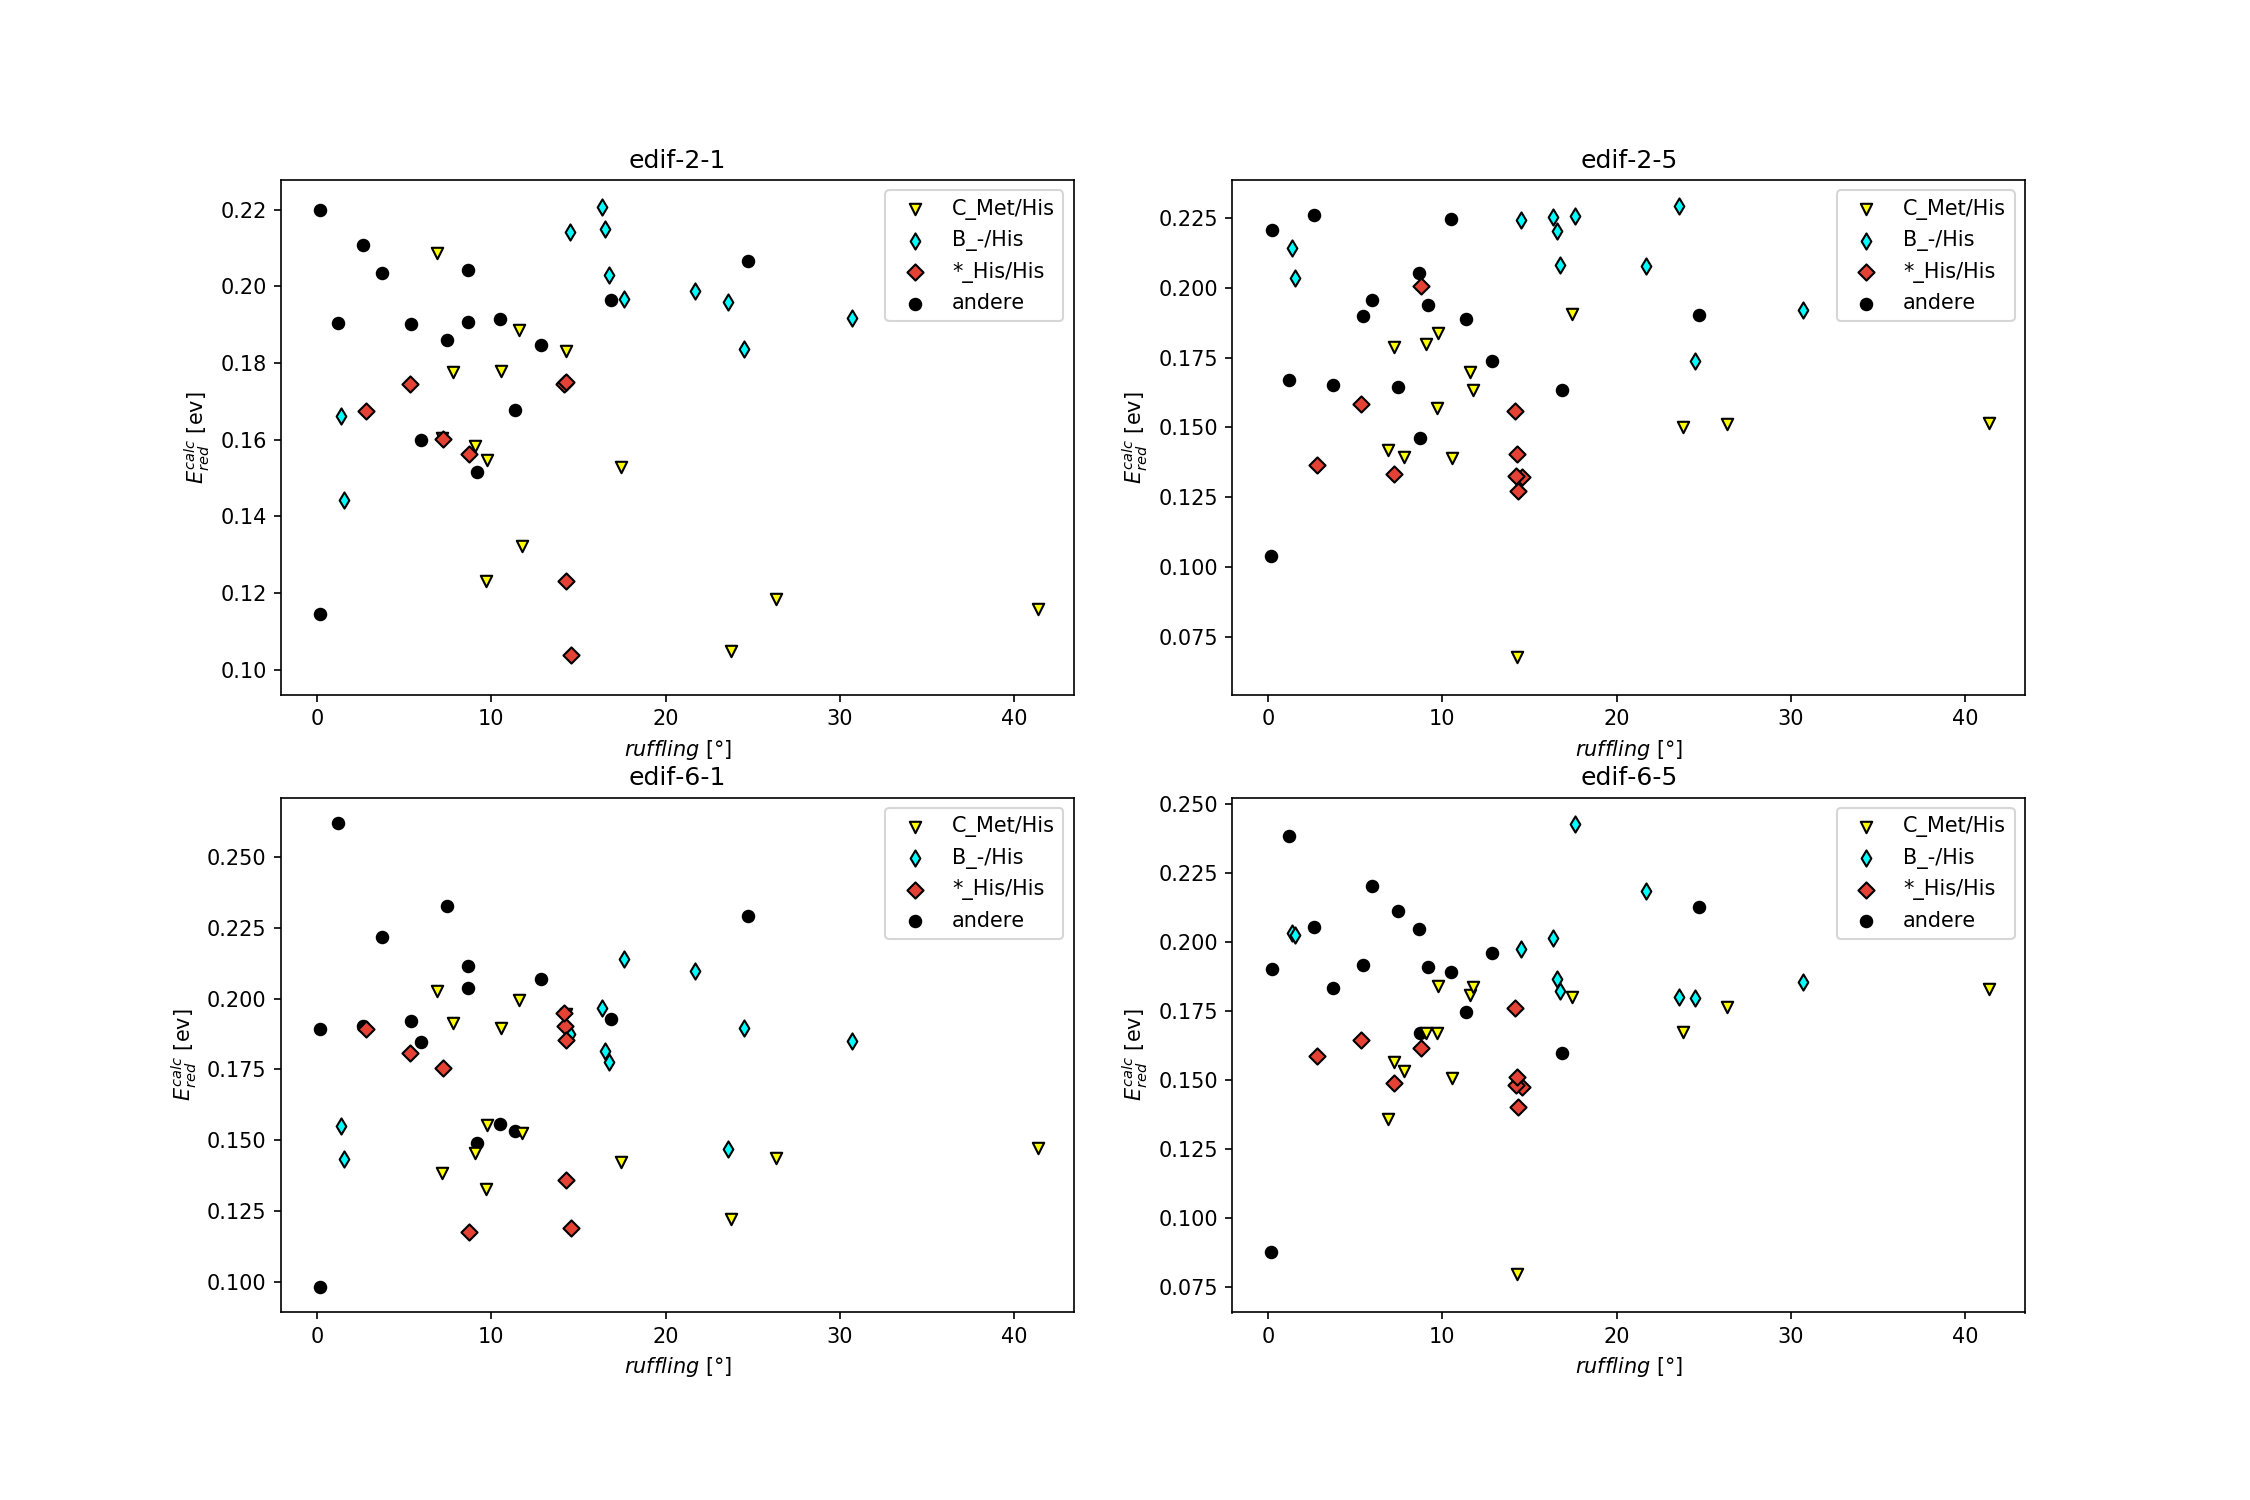 edif-2-1
0.22
0.20
0.18
0.16
0.14
0.12
0.10
E_red^calc [ev]
0 10 20 30 40
ruffling [°]
C_Met/His
B_-/His
*_His/His
andere
edif-2-5
0.225
0.200
0.175
0.150
0.125
0.100
0.075
E_red^calc [ev]
0 10 20 30 40
ruffling [°]
C_Met/His
B_-/His
*_His/His
andere
edif-6-1
0.250
0.225
0.200
0.175
0.150
0.125
0.100
E_red^calc [ev]
0 10 20 30 40
ruffling [°]
C_Met/His
B_-/His
*_His/His
andere
edif-6-5
0.250
0.225
0.200
0.175
0.150
0.125
0.100
0.075
E_red^calc [ev]
0 10 20 30 40
ruffling [°]
C_Met/His
B_-/His
*_His/His
andere